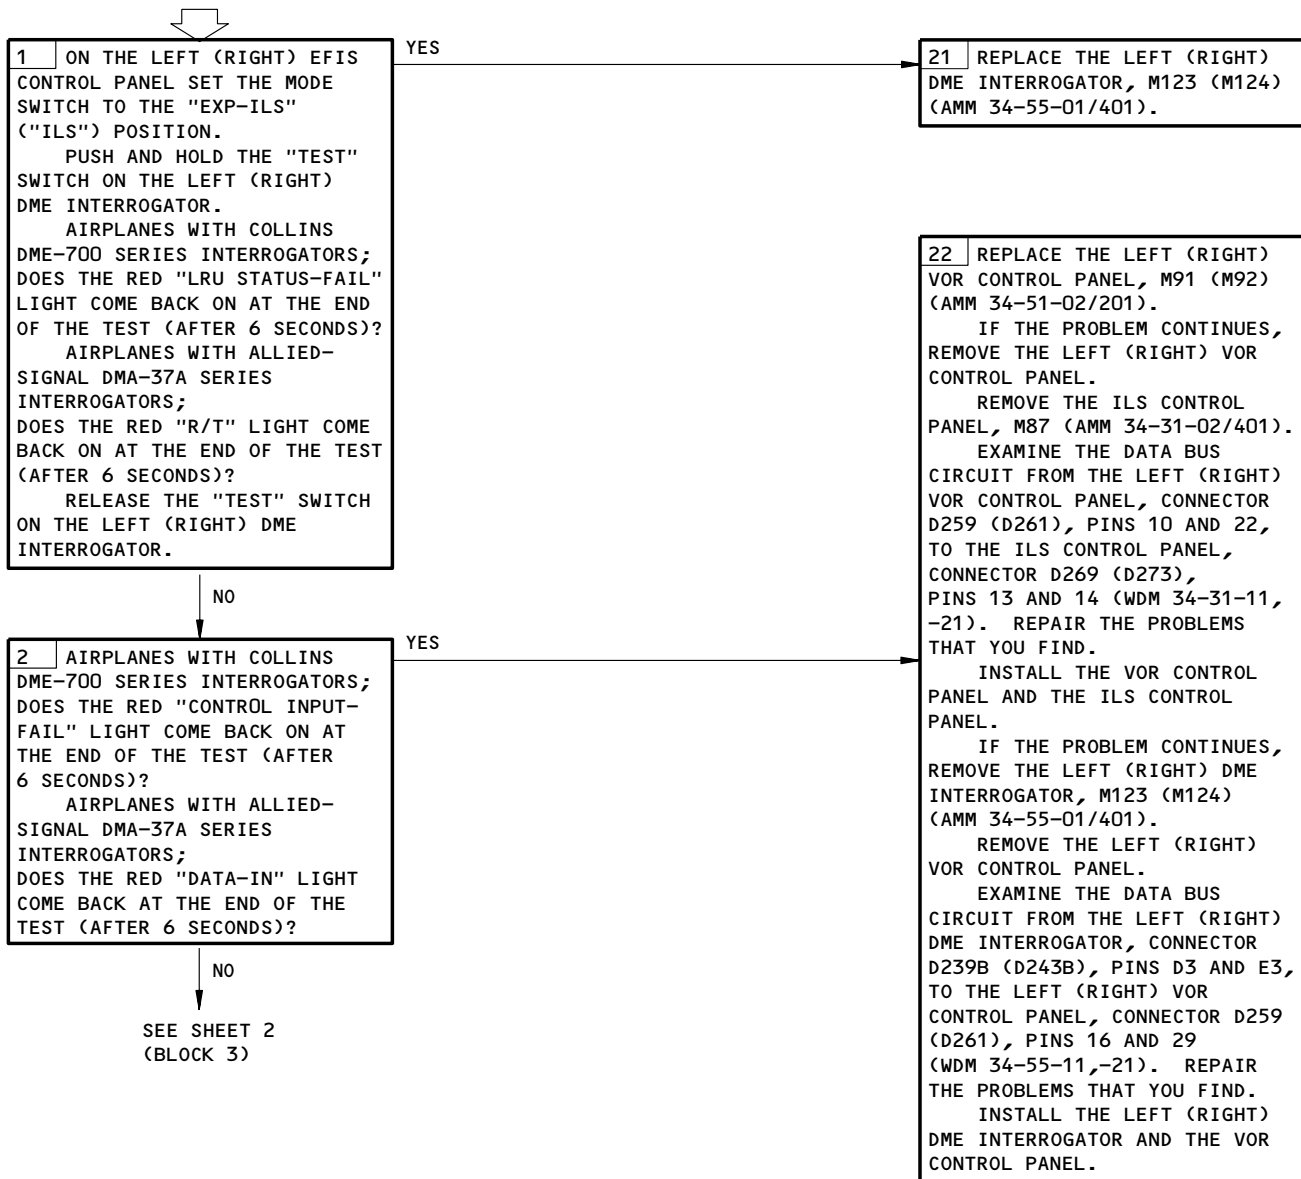 1 ON THE LEFT (RIGHT) EFIS
CONTROL PANEL SET THE MODE
SWITCH TO THE "EXP-ILS"
("ILS") POSITION.
PUSH AND HOLD THE "TEST"
SWITCH ON THE LEFT (RIGHT)
DME INTERROGATOR.
AIRPLANES WITH COLLINS
DME-700 SERIES INTERROGATORS;
DOES THE RED "LRU STATUS-FAIL"
LIGHT COME BACK ON AT THE END
OF THE TEST (AFTER 6 SECONDS)?
AIRPLANES WITH ALLIED-
SIGNAL DMA-37A SERIES
INTERROGATORS;
DOES THE RED "R/T" LIGHT COME
BACK ON AT THE END OF THE TEST
(AFTER 6 SECONDS)?
RELEASE THE "TEST" SWITCH
ON THE LEFT (RIGHT) DME
INTERROGATOR.
YES
21 REPLACE THE LEFT (RIGHT)
DME INTERROGATOR, M123 (M124)
(AMM 34-55-01/401).
NO
2 AIRPLANES WITH COLLINS
DME-700 SERIES INTERROGATORS;
DOES THE RED "CONTROL INPUT-
FAIL" LIGHT COME BACK ON AT
THE END OF THE TEST (AFTER
6 SECONDS)?
AIRPLANES WITH ALLIED-
SIGNAL DMA-37A SERIES
INTERROGATORS;
DOES THE RED "DATA-IN" LIGHT
COME BACK AT THE END OF THE
TEST (AFTER 6 SECONDS)?
YES
22 REPLACE THE LEFT (RIGHT)
VOR CONTROL PANEL, M91 (M92)
(AMM 34-51-02/201).
IF THE PROBLEM CONTINUES,
REMOVE THE LEFT (RIGHT) VOR
CONTROL PANEL.
REMOVE THE ILS CONTROL
PANEL, M87 (AMM 34-31-02/401).
EXAMINE THE DATA BUS
CIRCUIT FROM THE LEFT (RIGHT)
VOR CONTROL PANEL, CONNECTOR
D259 (D261), PINS 10 AND 22,
TO THE ILS CONTROL PANEL,
CONNECTOR D269 (D273),
PINS 13 AND 14 (WDM 34-31-11,
-21). REPAIR THE PROBLEMS
THAT YOU FIND.
INSTALL THE VOR CONTROL
PANEL AND THE ILS CONTROL
PANEL.
IF THE PROBLEM CONTINUES,
REMOVE THE LEFT (RIGHT) DME
INTERROGATOR, M123 (M124)
(AMM 34-55-01/401).
REMOVE THE LEFT (RIGHT)
VOR CONTROL PANEL.
EXAMINE THE DATA BUS
CIRCUIT FROM THE LEFT (RIGHT)
DME INTERROGATOR, CONNECTOR
D239B (D243B), PINS D3 AND E3,
TO THE LEFT (RIGHT) VOR
CONTROL PANEL, CONNECTOR D259
(D261), PINS 16 AND 29
(WDM 34-55-11,-21). REPAIR
THE PROBLEMS THAT YOU FIND.
INSTALL THE LEFT (RIGHT)
DME INTERROGATOR AND THE VOR
CONTROL PANEL.
NO
SEE SHEET 2
(BLOCK 3)